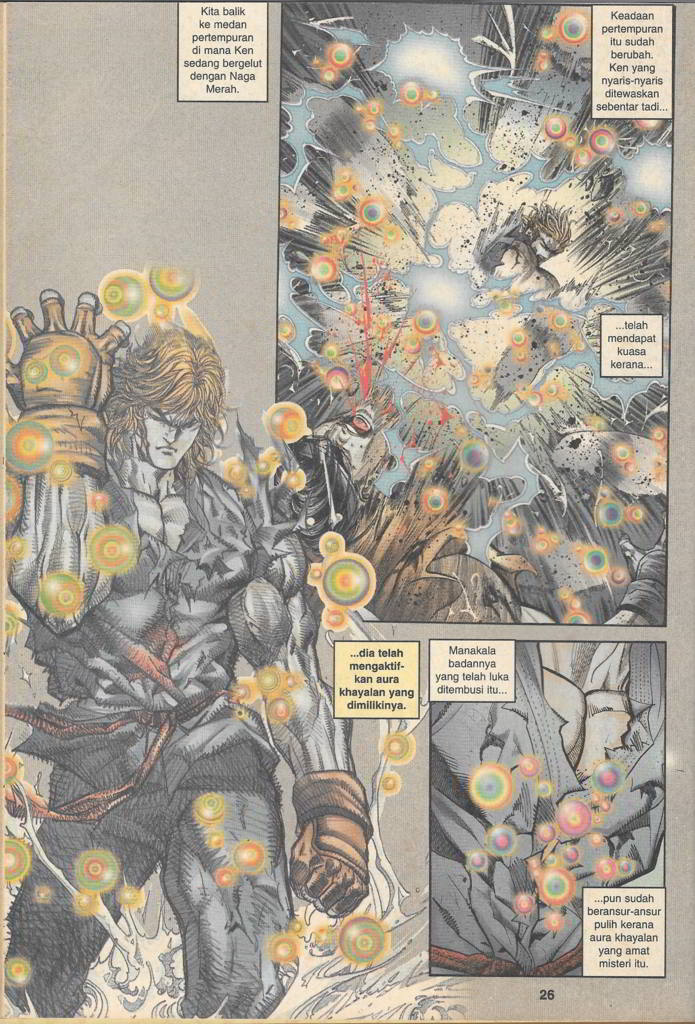 Kita balik
ke medan
pertempuran
di mana Ken
sedang bergelut
dengan Naga
Merah.
Keadaan
pertempuran
itu sudah
berubah.
Ken yang
nyaris-nyaris
ditewaskan
sebentar tadi...
...telah
mendapat
kuasa
kerana...
...dia telah
mengaktif-
kan aura
khayalan yang
dimilikinya.
Manakala
badannya
yang telah luka
ditembusi itu...
...pun sudah
beransur-ansur
pulih kerana
aura khayalan
yang amat
misteri itu.
26